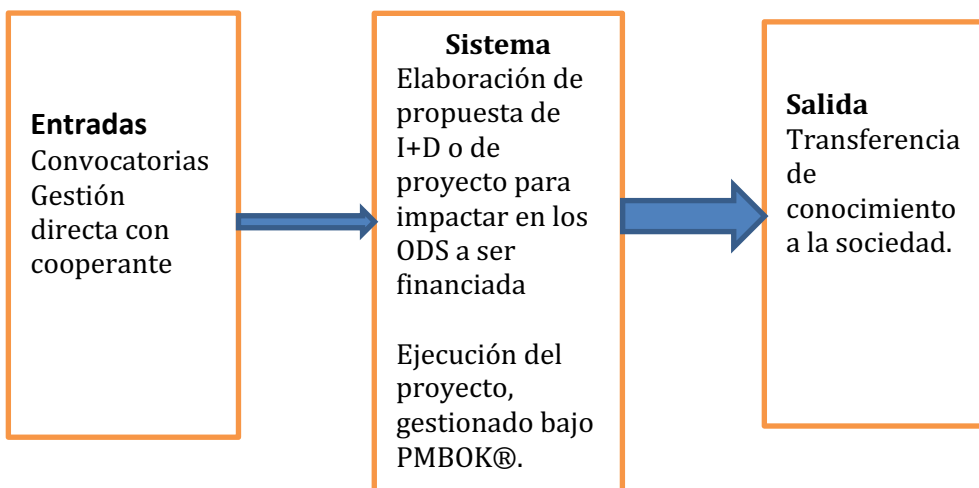 Entradas
Convocatorias
Gestión
directa con
cooperante
Sistema
Elaboración de
propuesta de
I+D o de
proyecto para
impactar en los
ODS a ser
financiada
Ejecución del
proyecto,
gestionado bajo
PMBOK®.
Salida
Transferencia
de
conocimiento
a la sociedad.